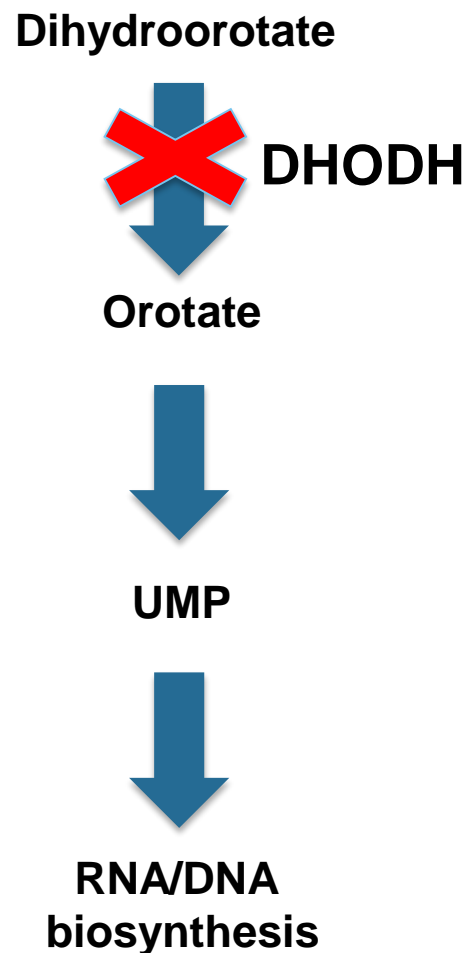 Dihydroorotate
DHODH
Orotate
UMP
RNA/DNA
biosynthesis